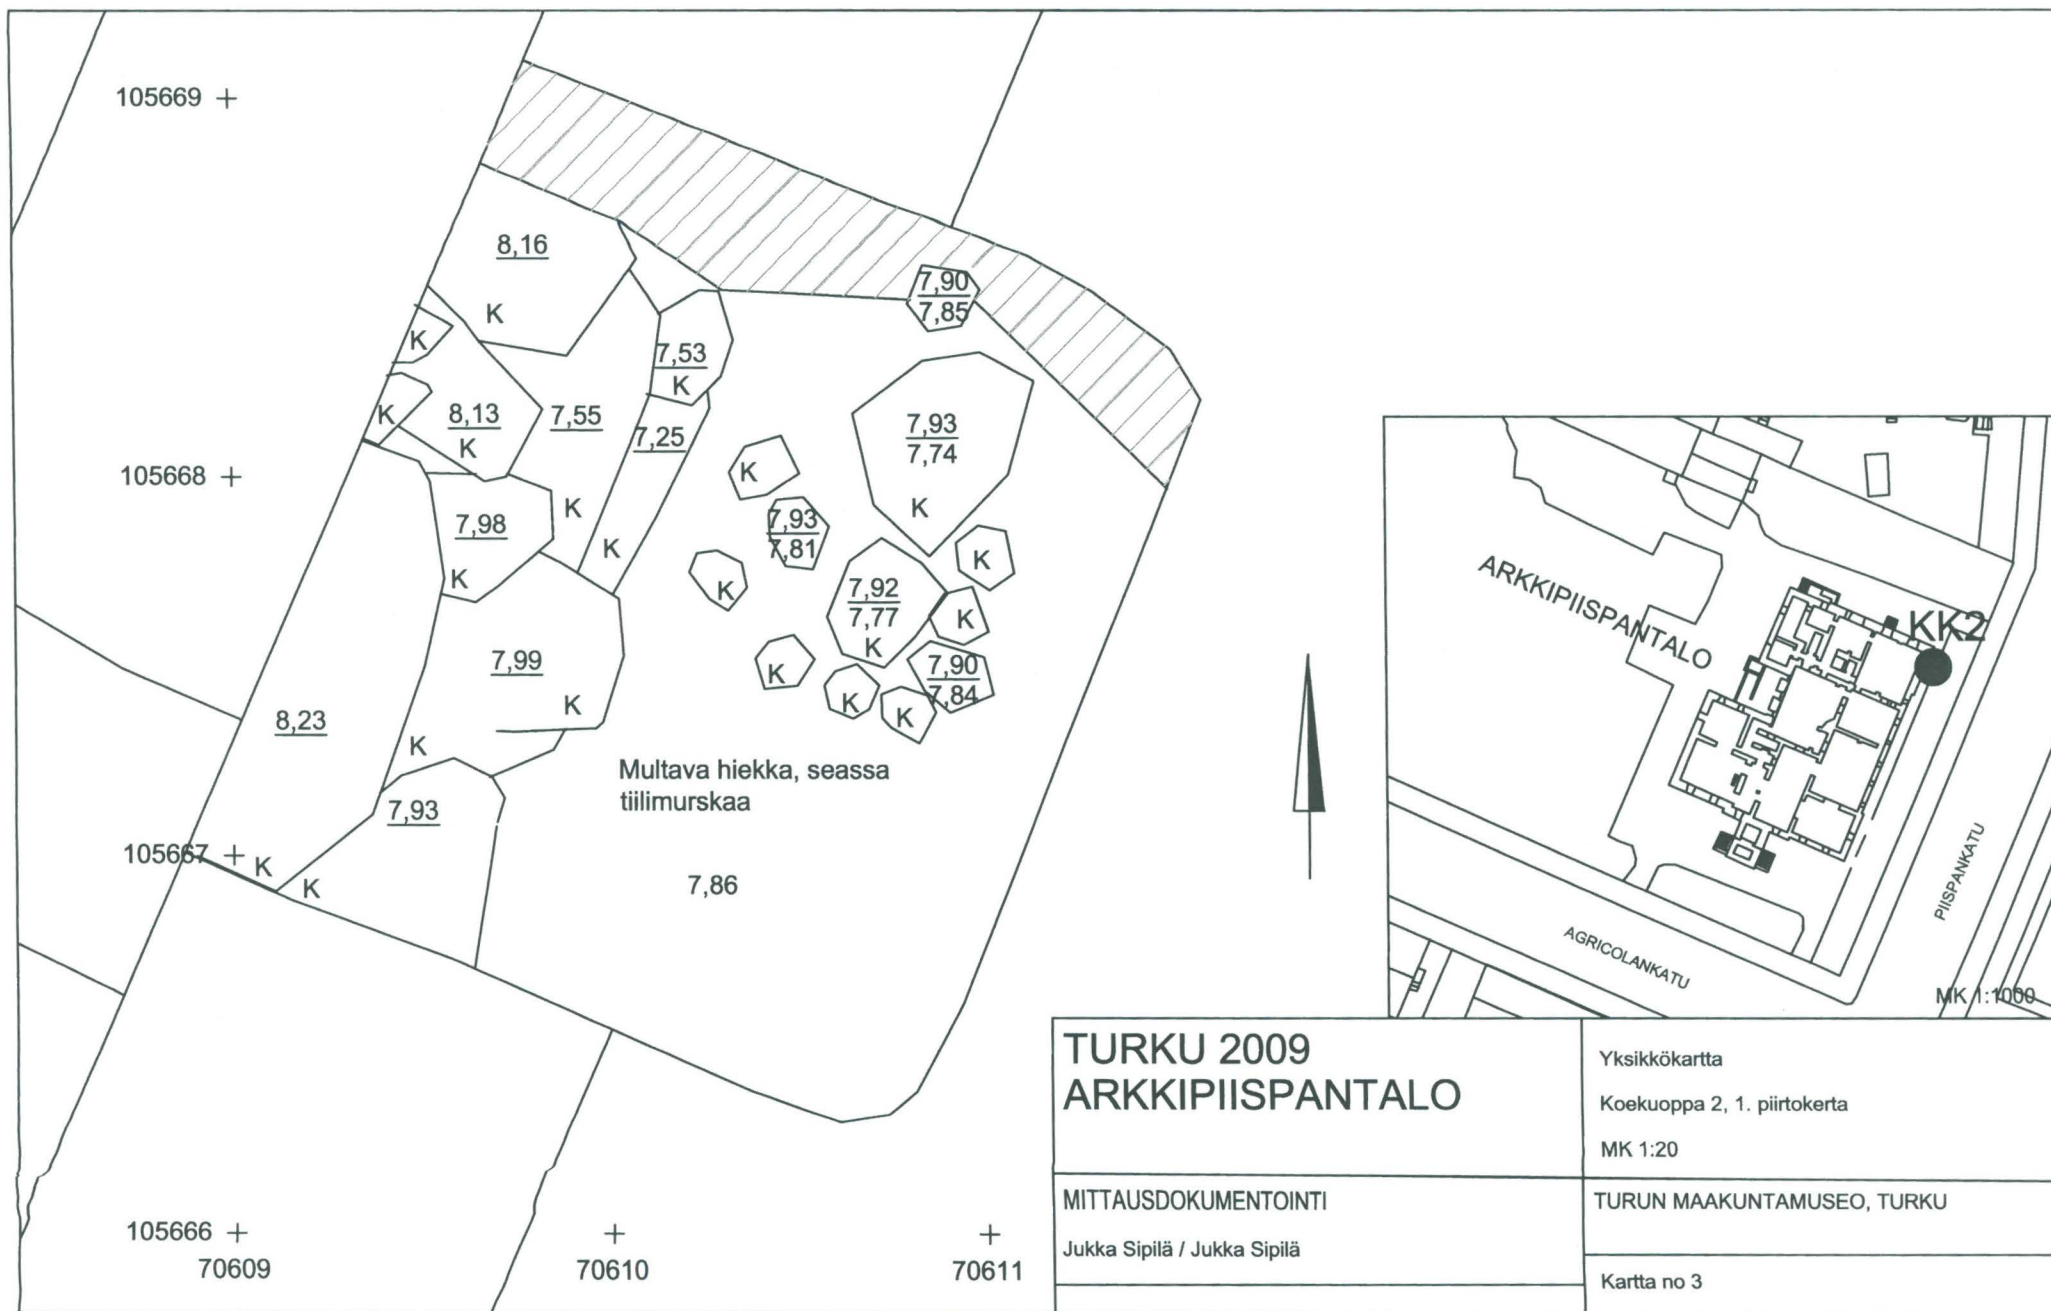 105669
8,16
K
7,90
7,85
K
7,53
K
K
8,13
K
7,55
7,25
7,93
7,74
K
105668
K
7,98
K
K
K
7,93
7,81
K
K
7,92
7,77
K
K
7,99
K
K
K
K
K
7,90
7,84
8,23
K
Multava hiekka, seassa
tiilimurskaa
7,93
105667
K
K
7,86
105666
70609
70610
70611
ARKKIPIISPANTALO
KK2
PIISPANKATU
AGRICOLANKATU
MK 1:1000
TURKU 2009
ARKKIPIISPANTALO
Yksikkökartta
Koekuoppa 2, 1. piirtokerta
MK 1:20
MITTAUSDOKUMENTOINTI
Jukka Sipilä / Jukka Sipilä
TURUN MAAKUNTAMUSEO, TURKU
Kartta no 3